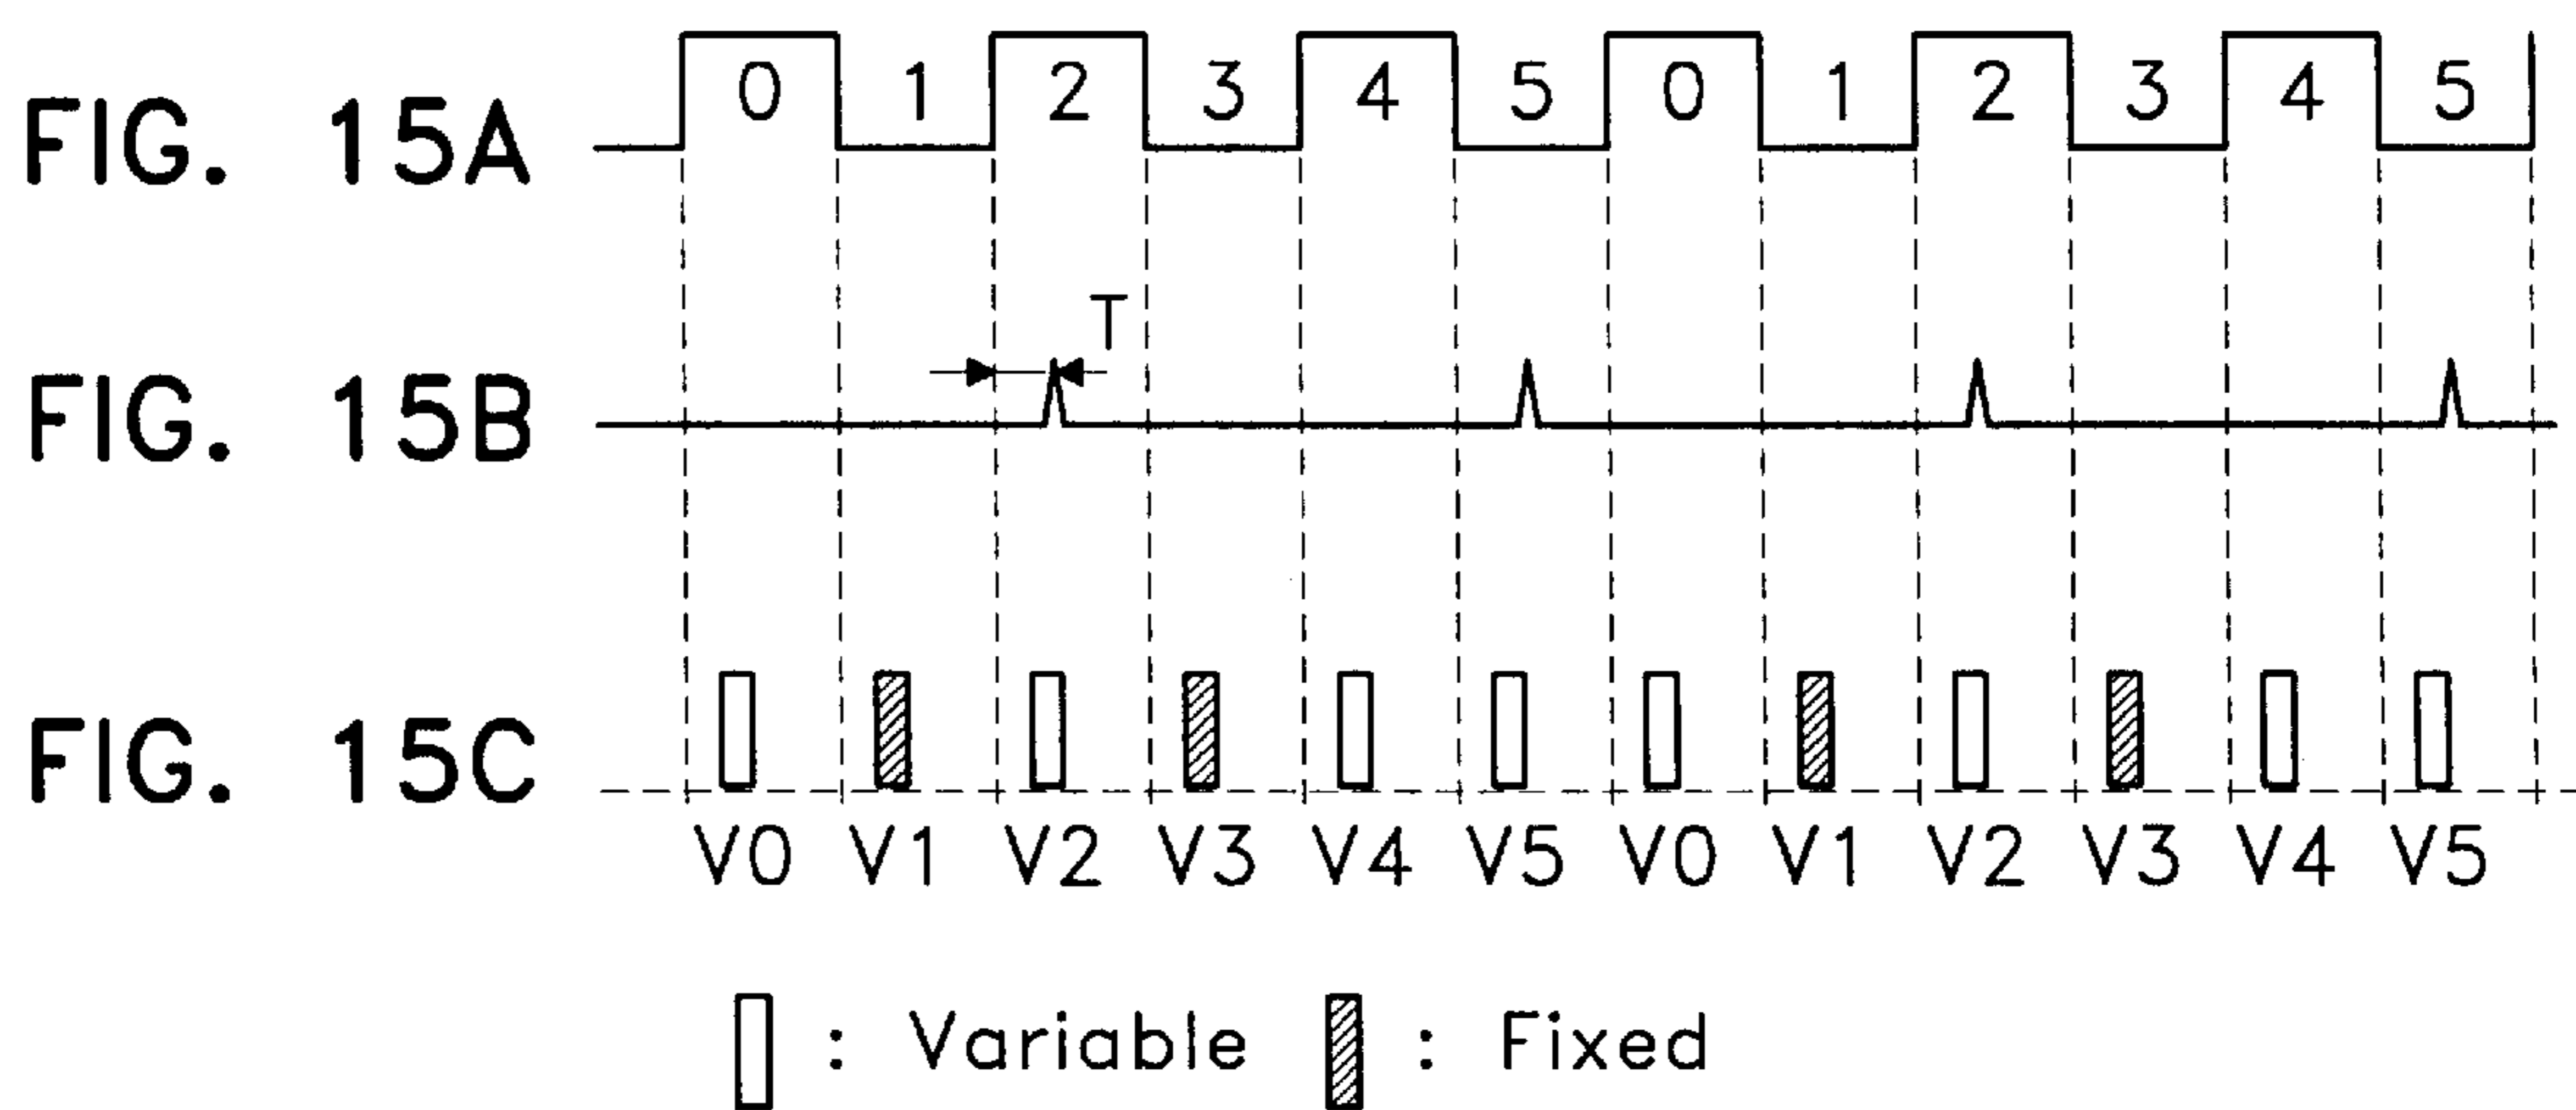 FIG. 15A 0 1 2 3 4 5 0 1 2 3 4 5
T
FIG. 15B
FIG. 15C
V0 V1 V2 V3 V4 V5 V0 V1 V2 V3 V4 V5
: Variable : Fixed